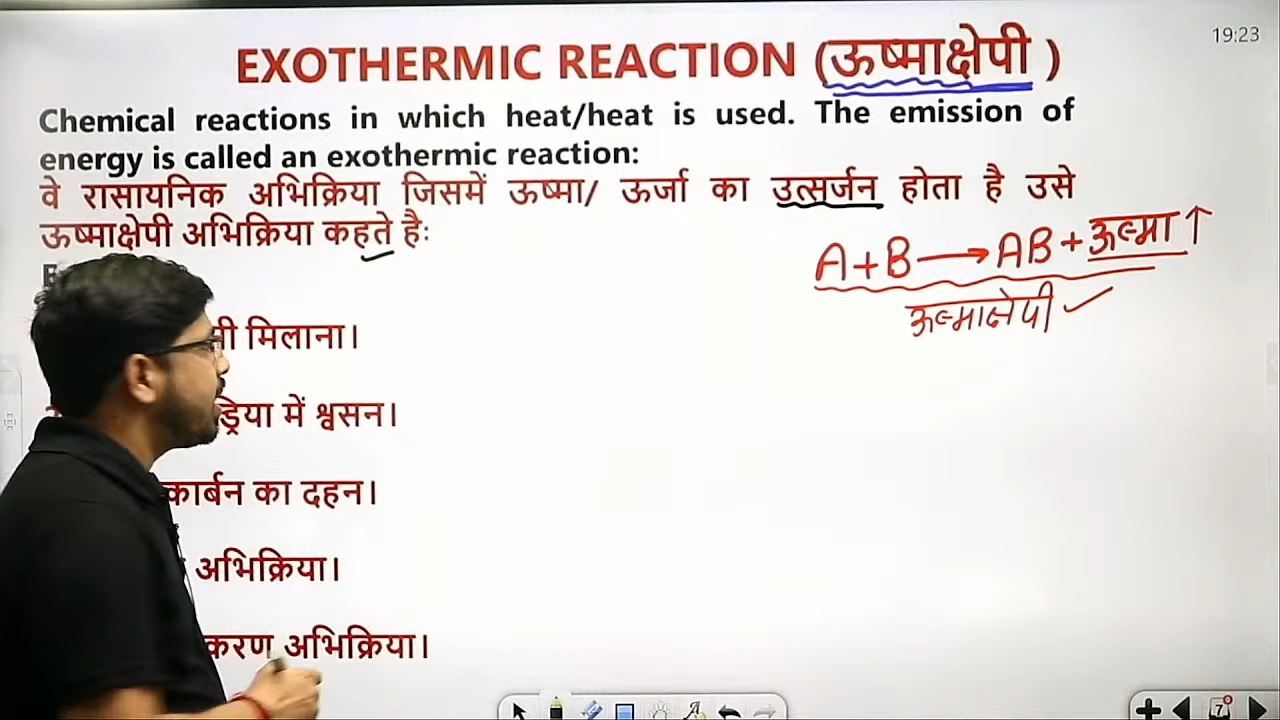 19:23
EXOTHERMIC REACTION (ऊष्माक्षेपी )
Chemical reactions in which heat/heat is used. The emission of
energy is called an exothermic reaction:
वे रासायनिक अभिक्रिया जिसमें ऊष्मा/ ऊर्जा का उत्सर्जन होता है उसे
ऊष्माक्षेपी अभिक्रिया कहते हैः
A+B → AB + ऊष्मा ↑
ऊष्माक्षेपी ✓
मिलाना।
में श्वसन।
कार्बन का दहन।
अभिक्रिया।
अभिक्रिया।